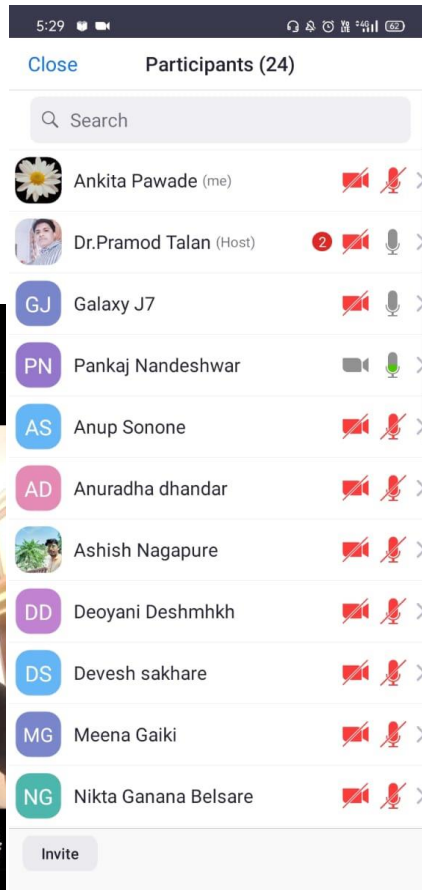 5:29 4G 62
Close Participants (24)
Search
Ankita Pawade (me)
Dr.Pramod Talan (Host) 2
GJ Galaxy J7
PN Pankaj Nandeshwar
AS Anup Sonone
AD Anuradha dhandar
Ashish Nagapure
DD Deoyani Deshmhkh
DS Devesh sakhare
MG Meena Gaiki
NG Nikta Ganana Belsare
Invite